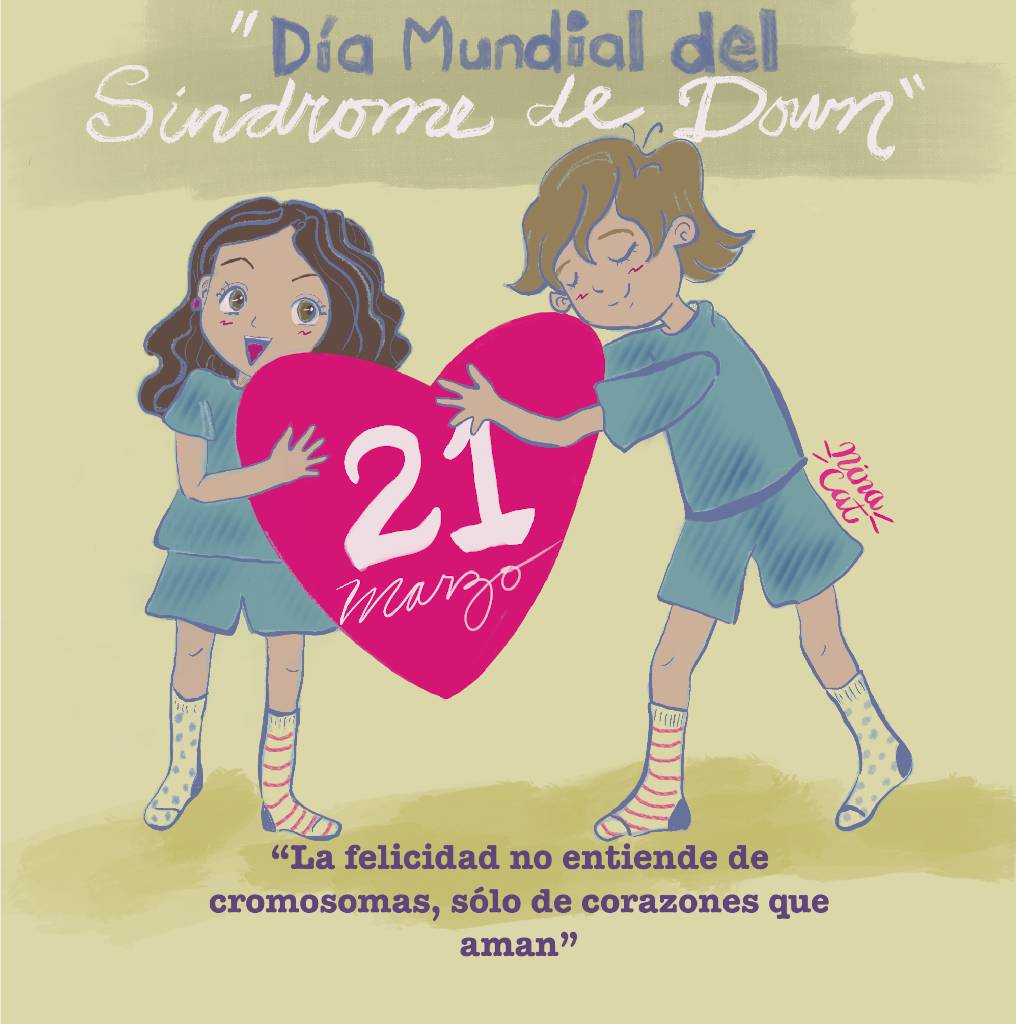 "Día Mundial del
Síndrome de Down"
21
Marzo
Nina
Cat
“La felicidad no entiende de
cromosomas, sólo de corazones que
aman”